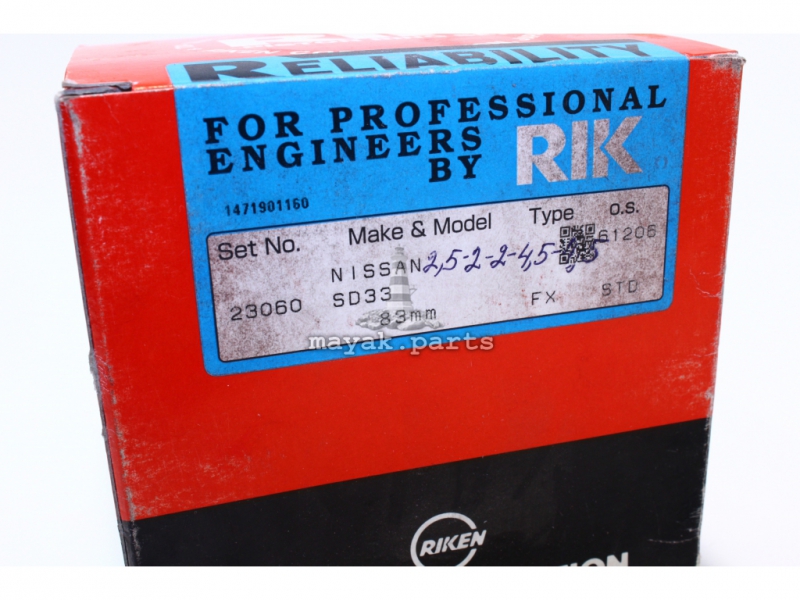 RELIABILITY
FOR PROFESSIONAL
ENGINEERS
BY RIK
1471901160
Set No. Make & Model Type o.s.
NISSAN 2,5-2-2-4,5- 61206
23060 SD33 FX STD
83mm
mayak.parts
RIKEN